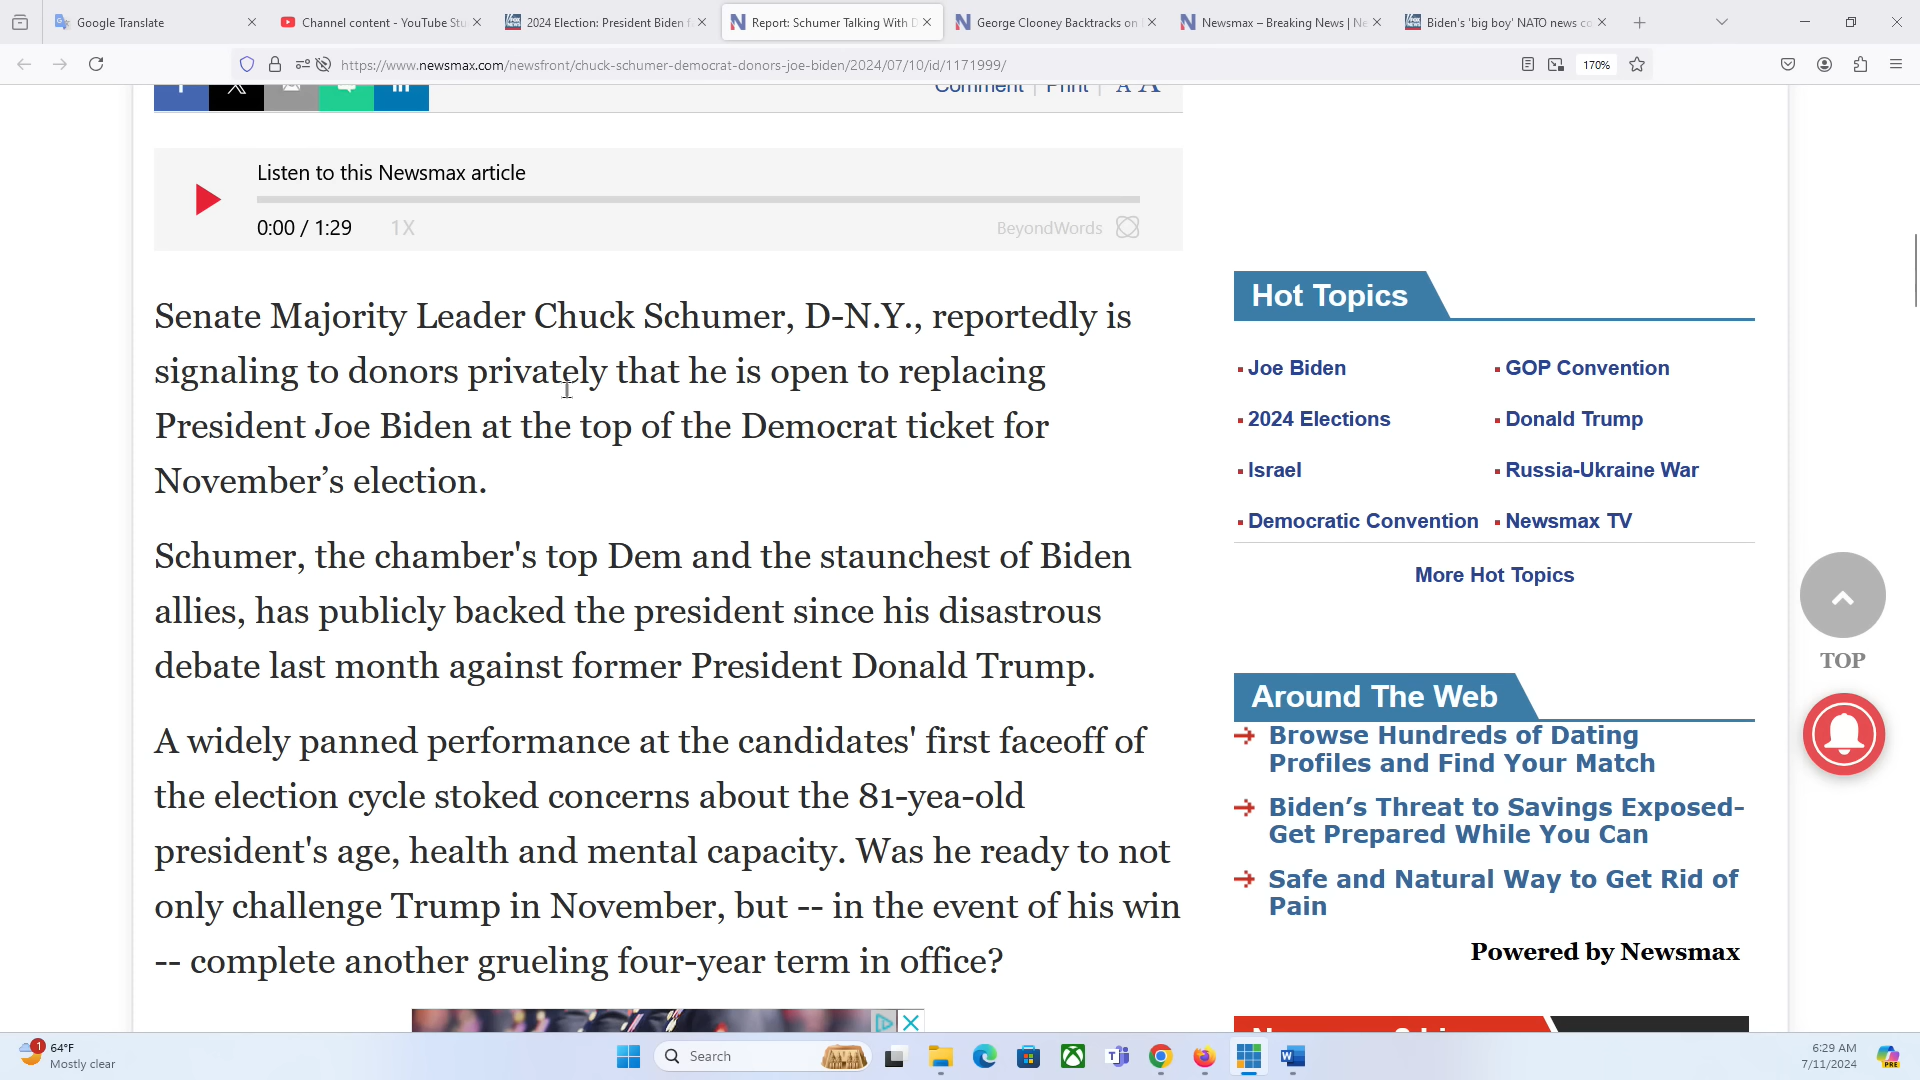 Google Translate
Channel content - YouTube Stu
2024 Election: President Biden f
Report: Schumer Talking With D
George Clooney Backtracks on
Newsmax – Breaking News | Ne
Biden's 'big boy' NATO news co
https://www.newsmax.com/newsfront/chuck-schumer-democrat-donors-joe-biden/2024/07/10/id/1171999/
170%
Comment | Print | A A
Listen to this Newsmax article
0:00 / 1:29 1X
BeyondWords
Senate Majority Leader Chuck Schumer, D-N.Y., reportedly is
signaling to donors privately that he is open to replacing
President Joe Biden at the top of the Democrat ticket for
November’s election.
Schumer, the chamber's top Dem and the staunchest of Biden
allies, has publicly backed the president since his disastrous
debate last month against former President Donald Trump.
A widely panned performance at the candidates' first faceoff of
the election cycle stoked concerns about the 81-yea-old
president's age, health and mental capacity. Was he ready to not
only challenge Trump in November, but -- in the event of his win
-- complete another grueling four-year term in office?
Hot Topics
Joe Biden
GOP Convention
2024 Elections
Donald Trump
Israel
Russia-Ukraine War
Democratic Convention
Newsmax TV
More Hot Topics
Around The Web
Browse Hundreds of Dating
Profiles and Find Your Match
Biden’s Threat to Savings Exposed-
Get Prepared While You Can
Safe and Natural Way to Get Rid of
Pain
Powered by Newsmax
TOP
1
64°F
Mostly clear
Search
6:29 AM
7/11/2024
PRE